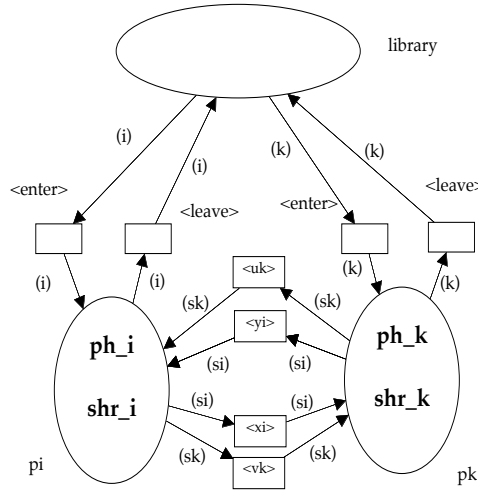 library
(i)
(i)
(k)
(k)
<enter>
<leave>
<enter>
<leave>
(i)
(i)
(k)
(k)
<uk>
(sk)
(sk)
<yi>
ph_i
ph_k
(si)
(si)
shr_i
shr_k
(si)
(si)
<xi>
(sk)
(sk)
<vk>
pi
pk